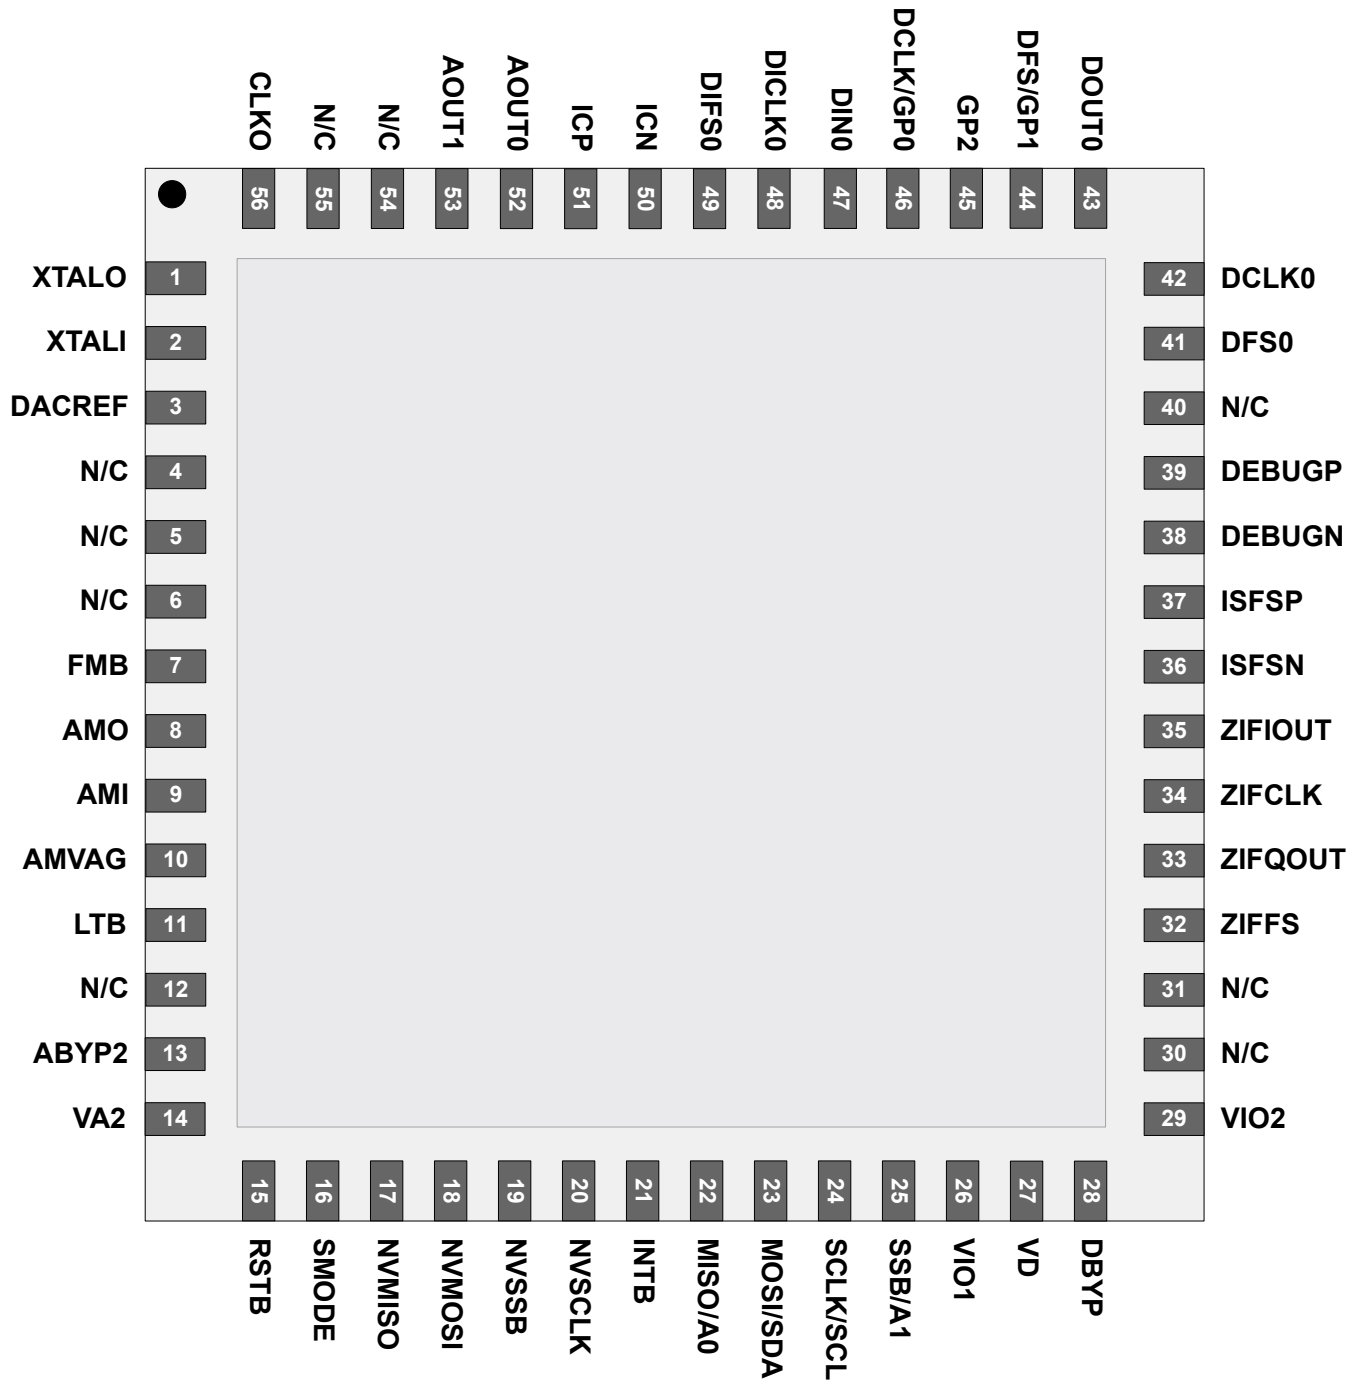 CLKO
N/C
N/C
AOUT1
AOUT0
ICP
ICN
DIFS0
DICLK0
DIN0
DCLK/GP0
GP2
DFS/GP1
DOUT0
56
55
54
53
52
51
50
49
48
47
46
45
44
43
XTALO 1
XTALI 2
DACREF 3
N/C 4
N/C 5
N/C 6
FMB 7
AMO 8
AMI 9
AMVAG 10
LTB 11
N/C 12
ABYP2 13
VA2 14
42 DCLK0
41 DFS0
40 N/C
39 DEBUGP
38 DEBUGN
37 ISFSP
36 ISFSN
35 ZIFIOUT
34 ZIFCLK
33 ZIFQOUT
32 ZIFFS
31 N/C
30 N/C
29 VIO2
15
16
17
18
19
20
21
22
23
24
25
26
27
28
RSTB
SMODE
NVMISO
NVMOSI
NVSSB
NVSCLK
INTB
MISO/A0
MOSI/SDA
SCLK/SCL
SSB/A1
VIO1
VD
DBYP